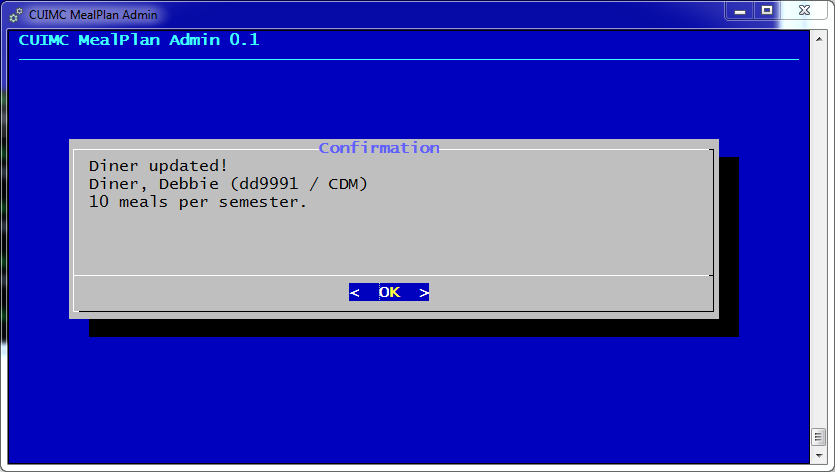 CUIMC MealPlan Admin
CUIMC MealPlan Admin 0.1
Confirmation
Diner updated!
Diner, Debbie (dd9991 / CDM)
10 meals per semester.
< OK >